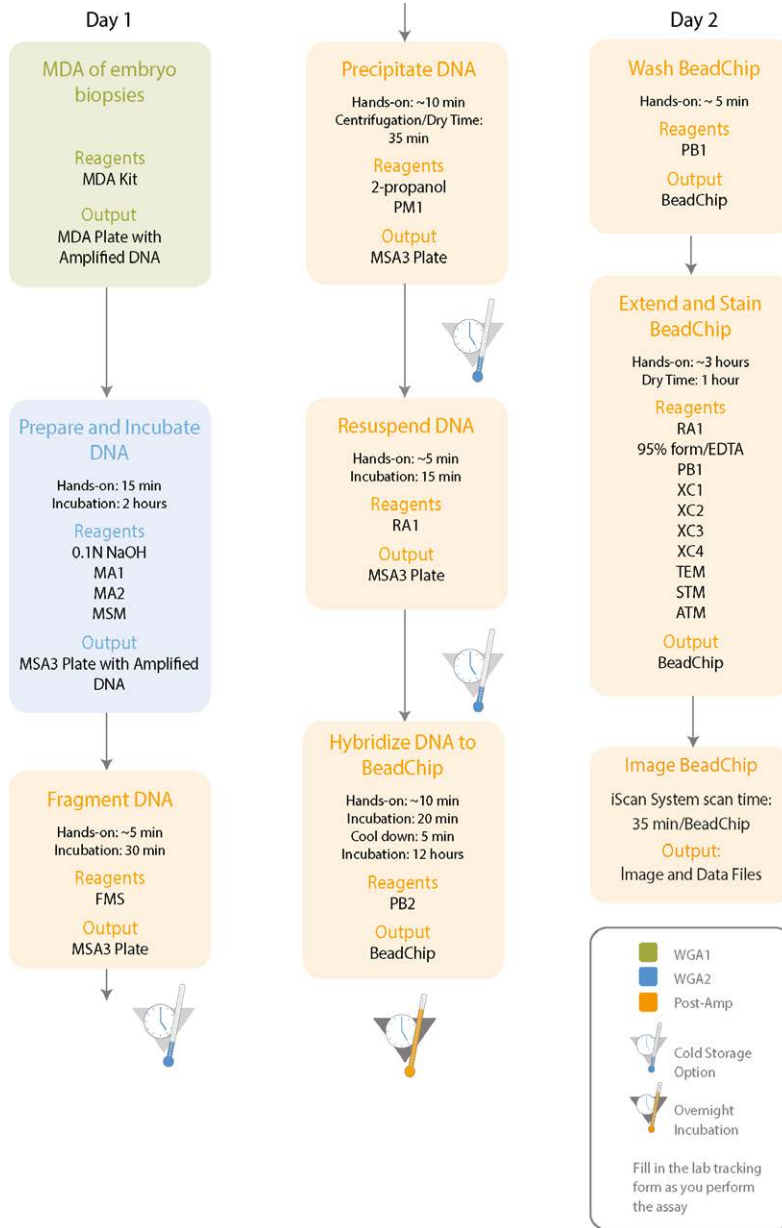 Day 1
MDA of embryo
biopsies
Reagents
MDA Kit
Output
MDA Plate with
Amplified DNA
Prepare and Incubate
DNA
Hands-on: 15 min
Incubation: 2 hours
Reagents
0.1N NaOH
MA1
MA2
MSM
Output
MSA3 Plate with Amplified
DNA
Fragment DNA
Hands-on: ~5 min
Incubation: 30 min
Reagents
FMS
Output
MSA3 Plate
Precipitate DNA
Hands-on: ~10 min
Centrifugation/Dry Time:
35 min
Reagents
2-propanol
PM1
Output
MSA3 Plate
Resuspend DNA
Hands-on: ~5 min
Incubation: 15 min
Reagents
RA1
Output
MSA3 Plate
Hybridize DNA to
BeadChip
Hands-on: ~10 min
Incubation: 20 min
Cool down: 5 min
Incubation: 12 hours
Reagents
PB2
Output
BeadChip
Day 2
Wash BeadChip
Hands-on: ~ 5 min
Reagents
PB1
Output
BeadChip
Extend and Stain
BeadChip
Hands-on: ~3 hours
Dry Time: 1 hour
Reagents
RA1
95% form/EDTA
PB1
XC1
XC2
XC3
XC4
TEM
STM
ATM
Output
BeadChip
Image BeadChip
iScan System scan time:
35 min/BeadChip
Output:
Image and Data Files
WGA1
WGA2
Post-Amp
Cold Storage
Option
Overnight
Incubation
Fill in the lab tracking
form as you perform
the assay